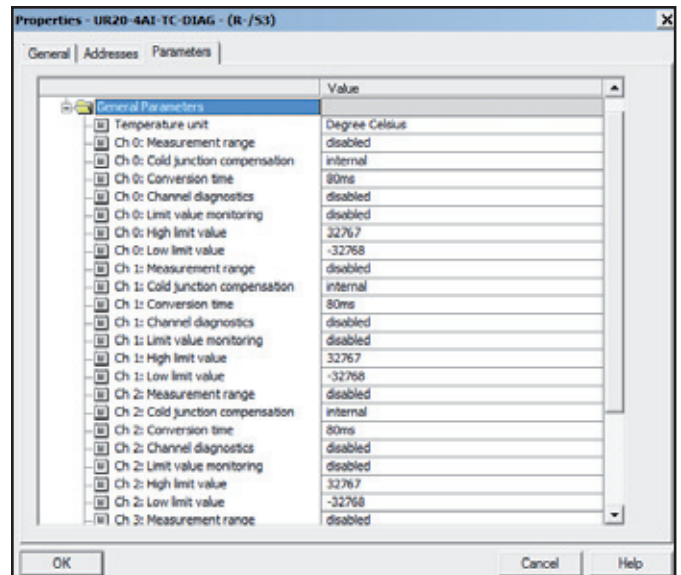 Properties - UR20-4AI-TC-DIAG - (R-/S3)
General Addresses Parameters
Value
General Parameters
Temperature unit Degree Celsius
Ch 0: Measurement range disabled
Ch 0: Cold junction compensation internal
Ch 0: Conversion time 80ms
Ch 0: Channel diagnostics disabled
Ch 0: Limit value monitoring disabled
Ch 0: High limit value 32767
Ch 0: Low limit value -32768
Ch 1: Measurement range disabled
Ch 1: Cold junction compensation internal
Ch 1: Conversion time 80ms
Ch 1: Channel diagnostics disabled
Ch 1: Limit value monitoring disabled
Ch 1: High limit value 32767
Ch 1: Low limit value -32768
Ch 2: Measurement range disabled
Ch 2: Cold junction compensation internal
Ch 2: Conversion time 80ms
Ch 2: Channel diagnostics disabled
Ch 2: Limit value monitoring disabled
Ch 2: High limit value 32767
Ch 2: Low limit value -32768
Ch 3: Measurement range disabled
OK Cancel Help